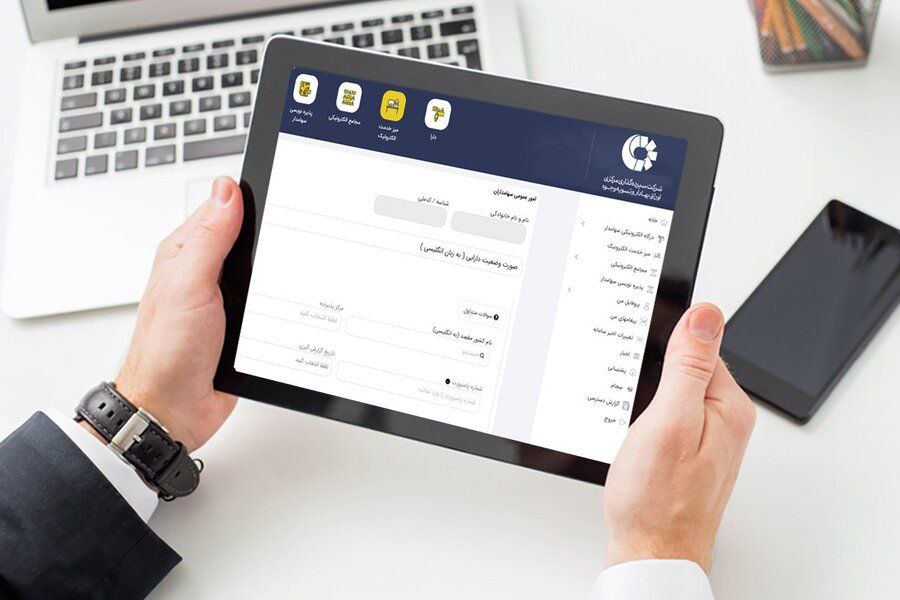 شرکت سپرده‌گذاری مرکزی
اوراق بهادار و تسویه وجوه
دارا
میز خدمت
الکترونیک
مجامع الکترونیکی
پذیره نویسی
سهامدار
خانه
درگاه الکترونیکی سهامدار
میز خدمت الکترونیک
مجامع الکترونیکی
پذیره نویسی سهامدار
پروفایل من
پیغامهای من
تغییرات اخیر سامانه
اخبار
پشتیبانی
سجام
گزارش دسترسی
خروج
امور عمومی سهامداران
نام و نام خانوادگی
شناسه / کدملی
صورت وضعیت دارایی ( به زبان انگلیسی )
سوالات متداول
نام کشور مقصد (به انگلیسی)
جستجو
مرکز پذیرنده
لطفا انتخاب کنید
شماره پاسپورت
شماره پاسپورت را وارد نمائید
تاریخ گزارش گیری
لطفا انتخاب کنید